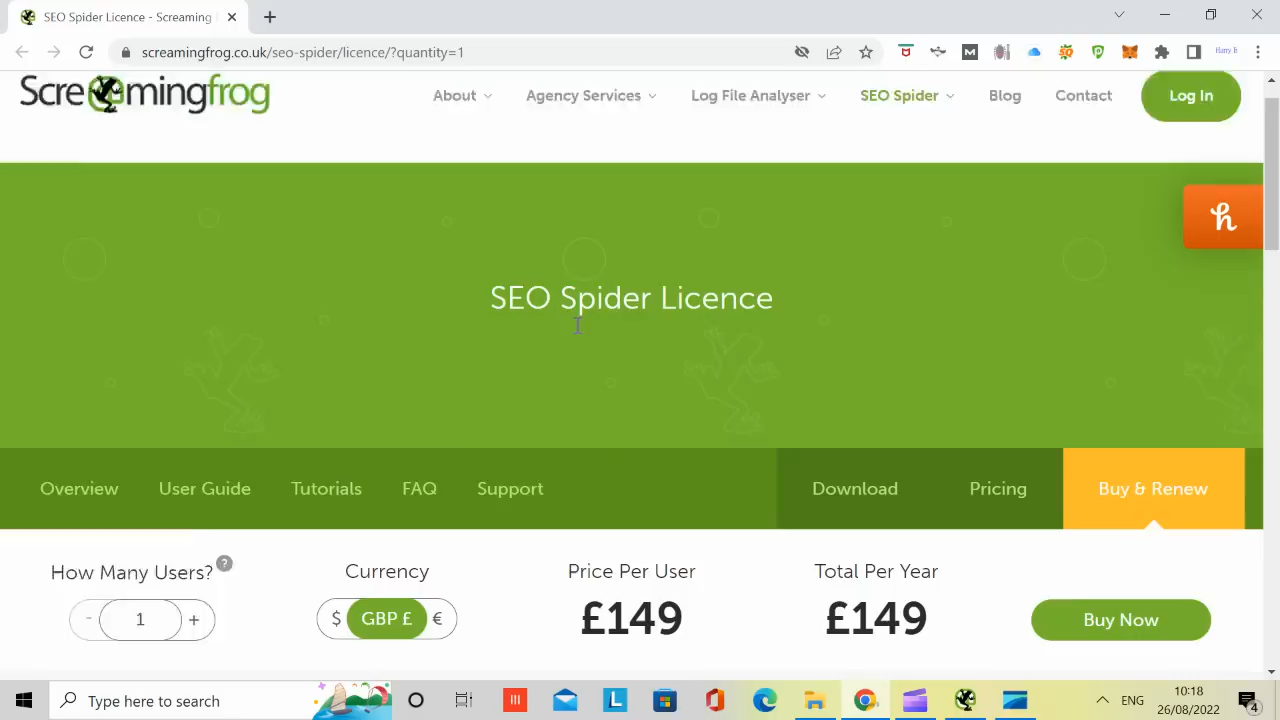 SEO Spider Licence - Screaming
screamingfrog.co.uk/seo-spider/licence/?quantity=1
Screamingfrog
About
Agency Services
Log File Analyser
SEO Spider
Blog
Contact
Log In
SEO Spider Licence
Overview
User Guide
Tutorials
FAQ
Support
Download
Pricing
Buy & Renew
How Many Users? ?
Currency
Price Per User
Total Per Year
- 1 +
$ GBP £ €
£149
£149
Buy Now
Type here to search
ENG
10:18
26/08/2022
4